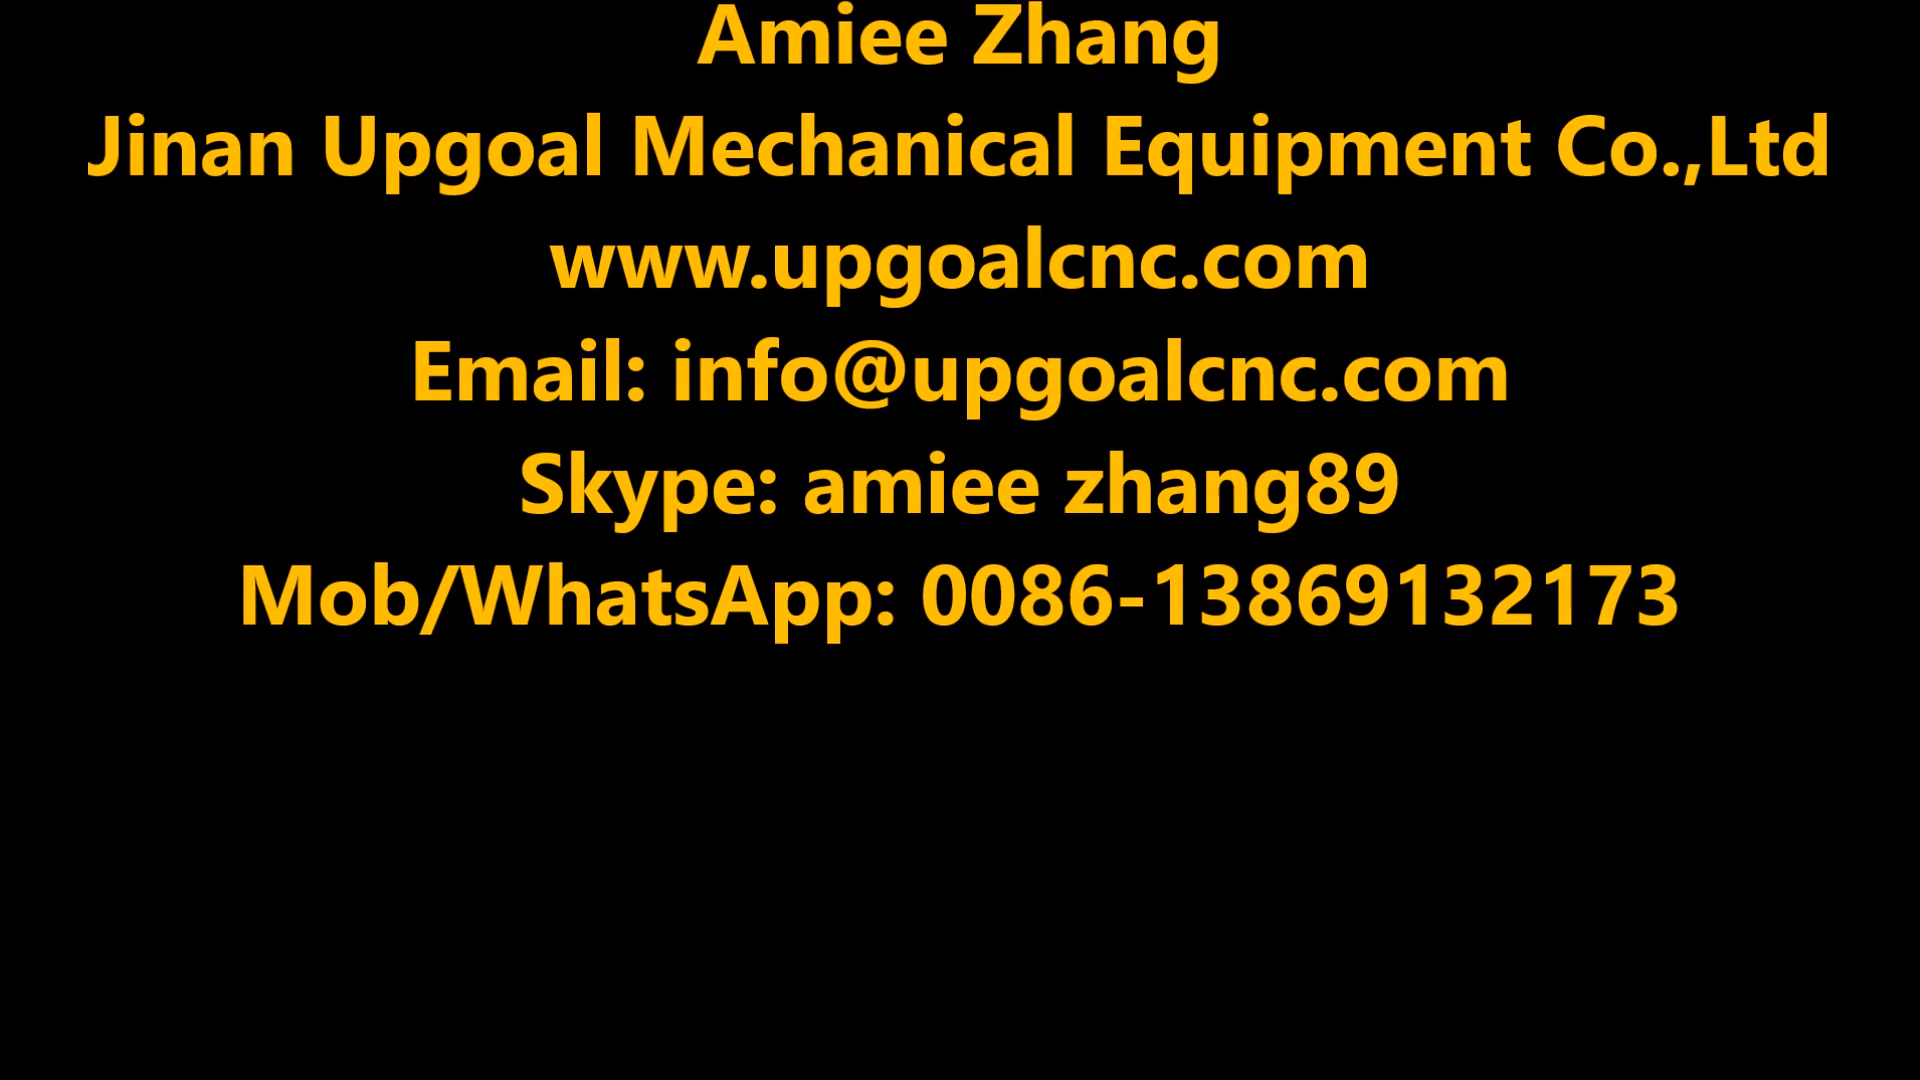 Amiee Zhang
Jinan Upgoal Mechanical Equipment Co.,Ltd
www.upgoalcnc.com
Email: info@upgoalcnc.com
Skype: amiee zhang89
Mob/WhatsApp: 0086-13869132173